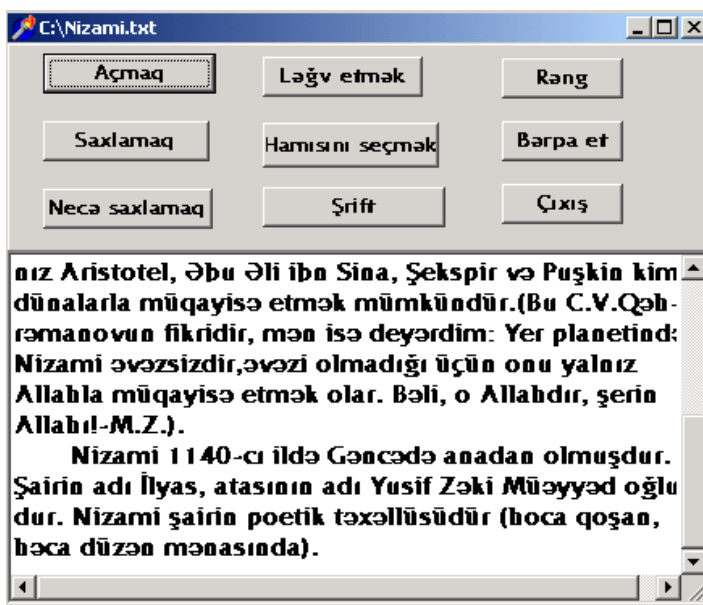 C:\Nizami.txt
Açmaq
Ləğv etmək
Rəng
Saxlamaq
Hamısını seçmək
Bərpa et
Necə saxlamaq
Şrift
Çıxış
nız Aristotel, Əbu Əli ibn Sina, Şekspir və Puşkin kim
dünalarla müqayisə etmək mümkündür.(Bu C.V.Qəh-
rəmanovun fikridir, mən isə deyərdim: Yer planetində
Nizami əvəzsizdir,əvəzi olmadığı üçün onu yalnız
Allahla müqayisə etmək olar. Bəli, o Allahdır, şerin
Allahı!-M.Z.).
Nizami 1140-cı ildə Gəncədə anadan olmuşdur.
Şairin adı İlyas, atasının adı Yusif Zəki Müəyyəd oğlu
dur. Nizami şairin poetik təxəllüsüdür (hoca qoşan,
həca düzən mənasında).